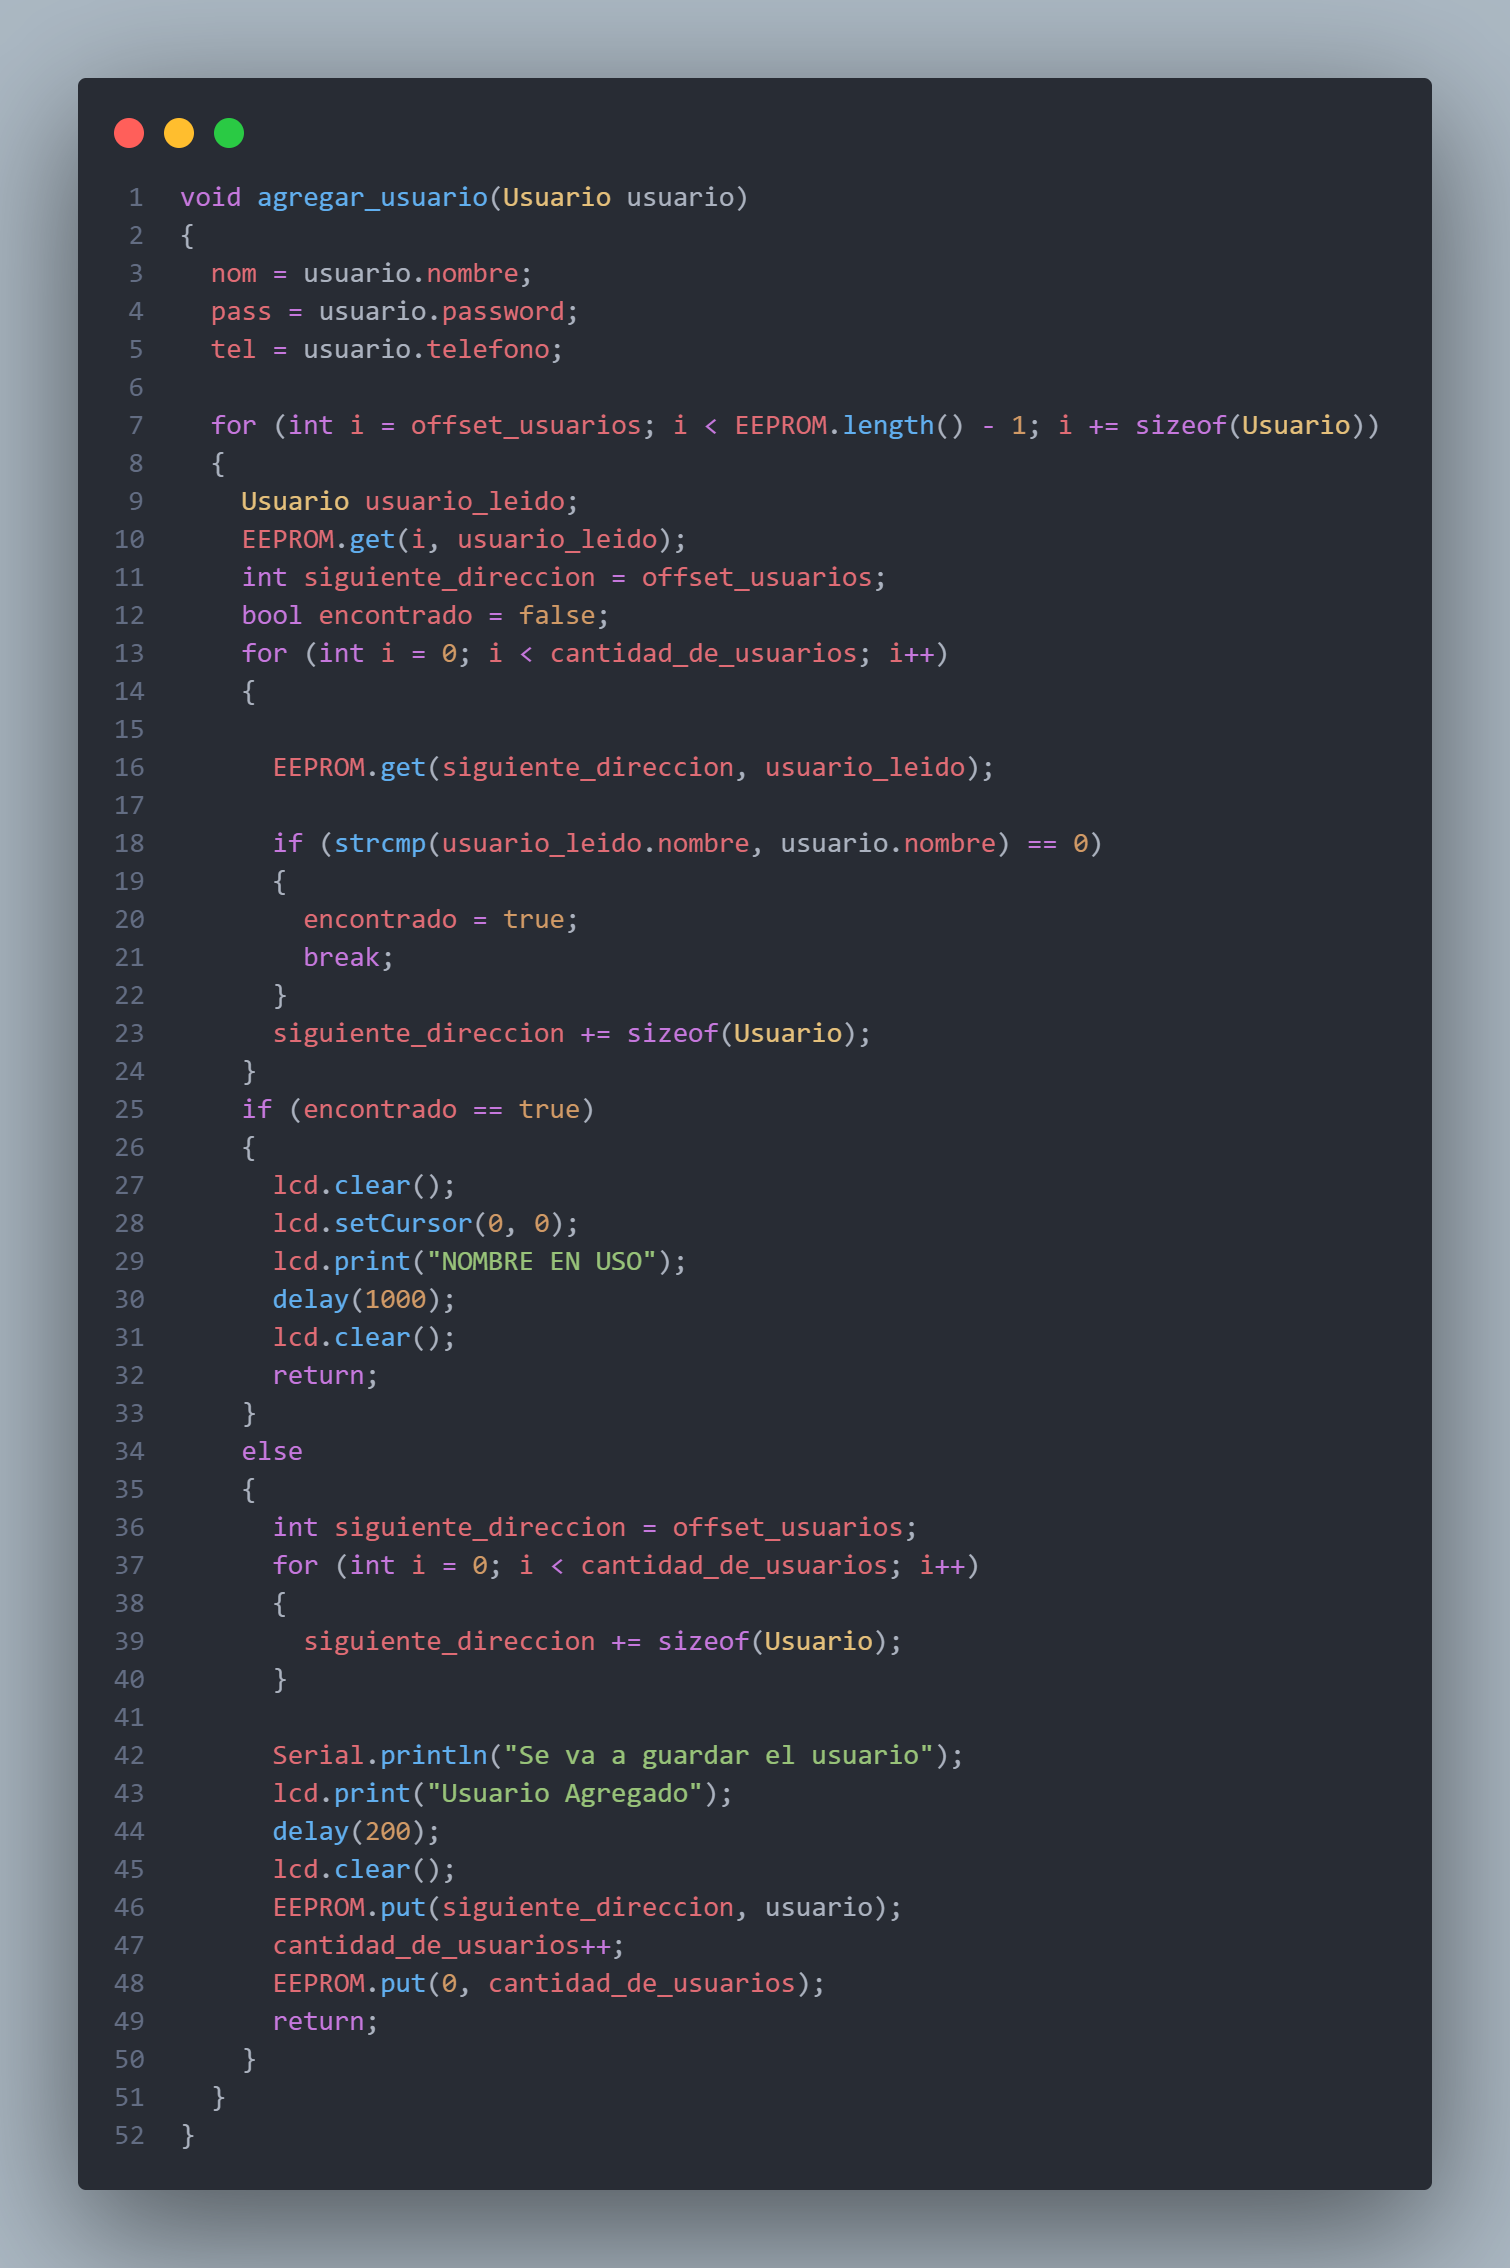 1 void agregar_usuario(Usuario usuario)
2 {
3   nom = usuario.nombre;
4   pass = usuario.password;
5   tel = usuario.telefono;
6
7   for (int i = offset_usuarios; i < EEPROM.length() - 1; i += sizeof(Usuario))
8   {
9     Usuario usuario_leido;
10     EEPROM.get(i, usuario_leido);
11     int siguiente_direccion = offset_usuarios;
12     bool encontrado = false;
13     for (int i = 0; i < cantidad_de_usuarios; i++)
14     {
15
16       EEPROM.get(siguiente_direccion, usuario_leido);
17
18       if (strcmp(usuario_leido.nombre, usuario.nombre) == 0)
19       {
20         encontrado = true;
21         break;
22       }
23       siguiente_direccion += sizeof(Usuario);
24     }
25     if (encontrado == true)
26     {
27       lcd.clear();
28       lcd.setCursor(0, 0);
29       lcd.print("NOMBRE EN USO");
30       delay(1000);
31       lcd.clear();
32       return;
33     }
34     else
35     {
36       int siguiente_direccion = offset_usuarios;
37       for (int i = 0; i < cantidad_de_usuarios; i++)
38       {
39         siguiente_direccion += sizeof(Usuario);
40       }
41
42       Serial.println("Se va a guardar el usuario");
43       lcd.print("Usuario Agregado");
44       delay(200);
45       lcd.clear();
46       EEPROM.put(siguiente_direccion, usuario);
47       cantidad_de_usuarios++;
48       EEPROM.put(0, cantidad_de_usuarios);
49       return;
50     }
51   }
52 }